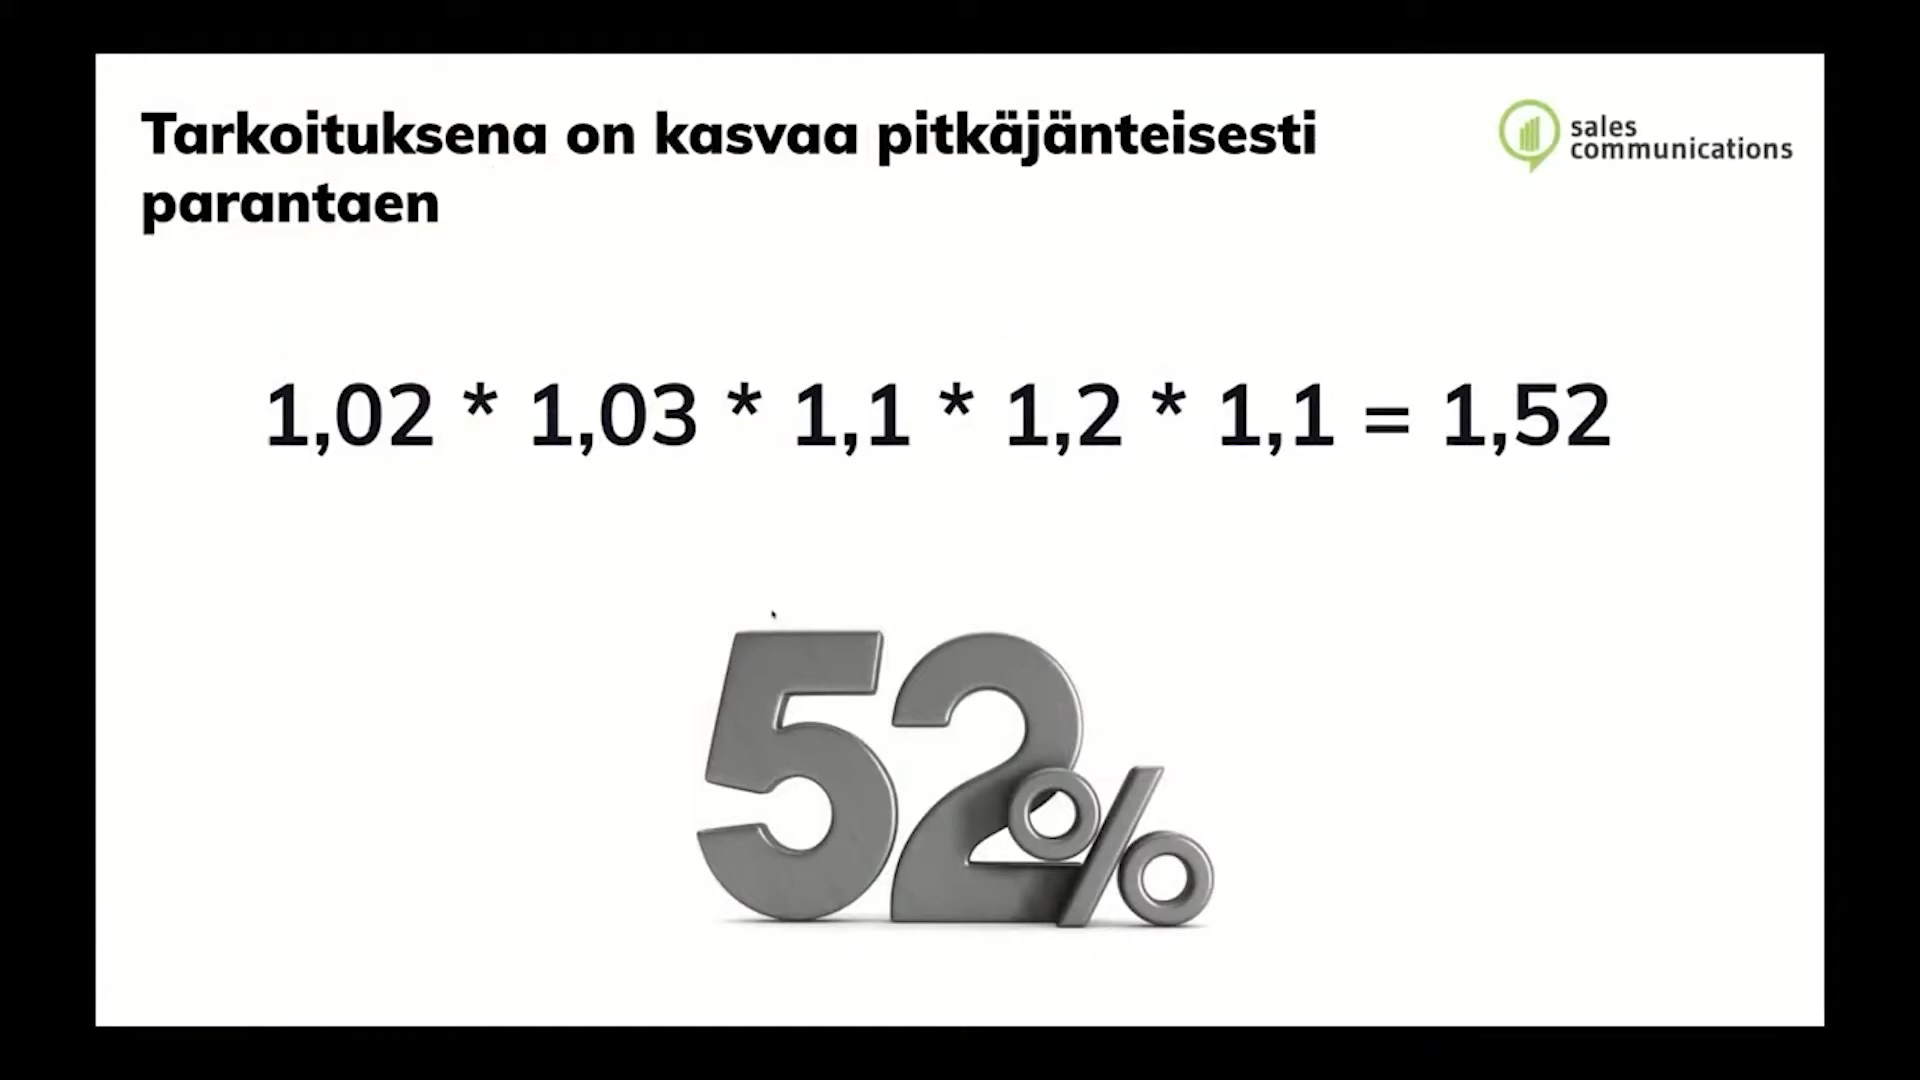 Tarkoituksena on kasvaa pitkäjänteisesti
parantaen
sales
communications
1,02 * 1,03 * 1,1 * 1,2 * 1,1 = 1,52
52%